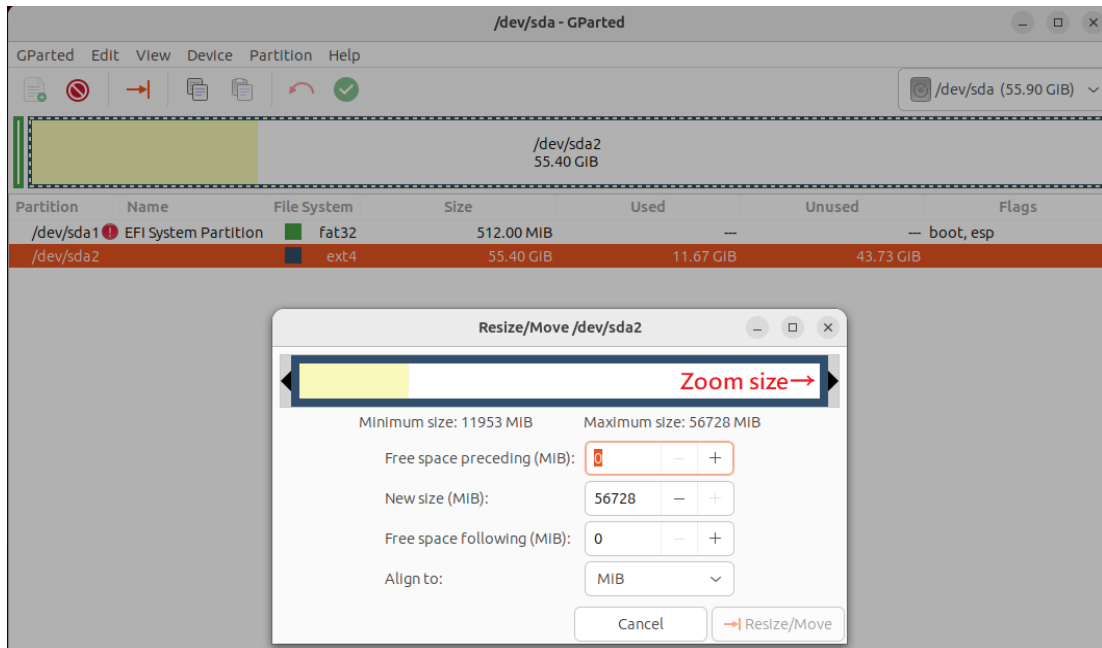 /dev/sda - GParted
GParted Edit View Device Partition Help
/dev/sda (55.90 GiB)
/dev/sda2
55.40 GiB
Partition Name File System Size Used Unused Flags
/dev/sda1 EFI System Partition fat32 512.00 MiB --- --- boot, esp
/dev/sda2 ext4 55.40 GiB 11.67 GiB 43.73 GiB
Resize/Move /dev/sda2
Zoom size→
Minimum size: 11953 MiB Maximum size: 56728 MiB
Free space preceding (MiB): 0
New size (MiB): 56728
Free space following (MiB): 0
Align to: MiB
Cancel Resize/Move